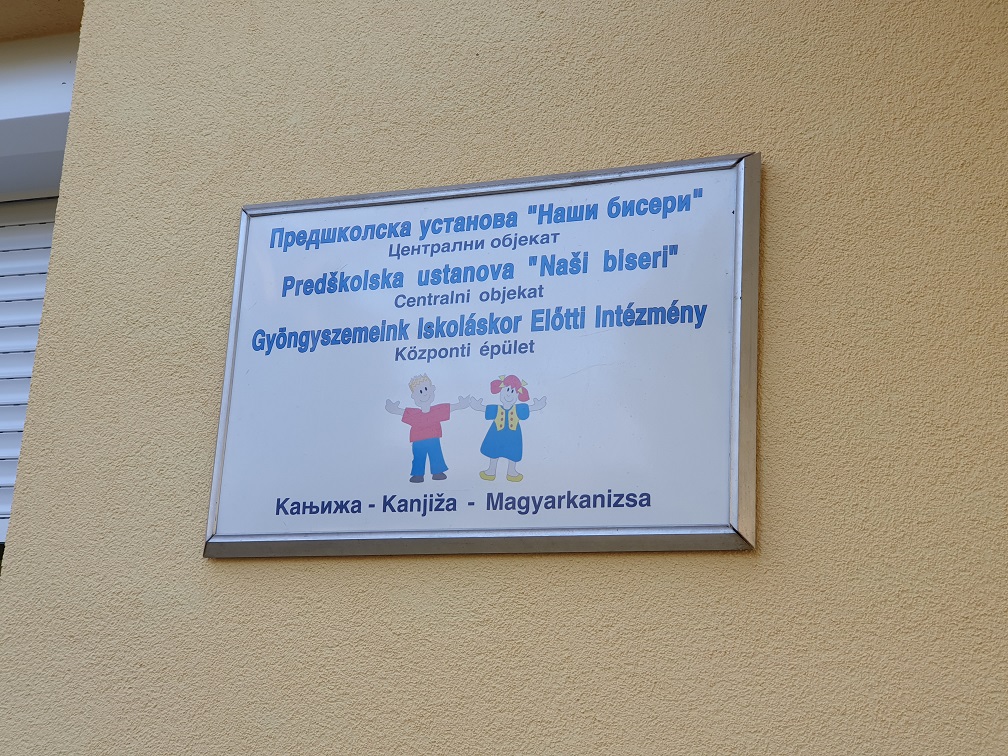 Предшколска установа "Наши бисери"
Централни објекат
Predškolska ustanova "Naši biseri"
Centralni objekat
Gyöngyszemeink Iskoláskor Előtti Intézmény
Központi épület
Кањижа - Kanjiža - Magyarkanizsa